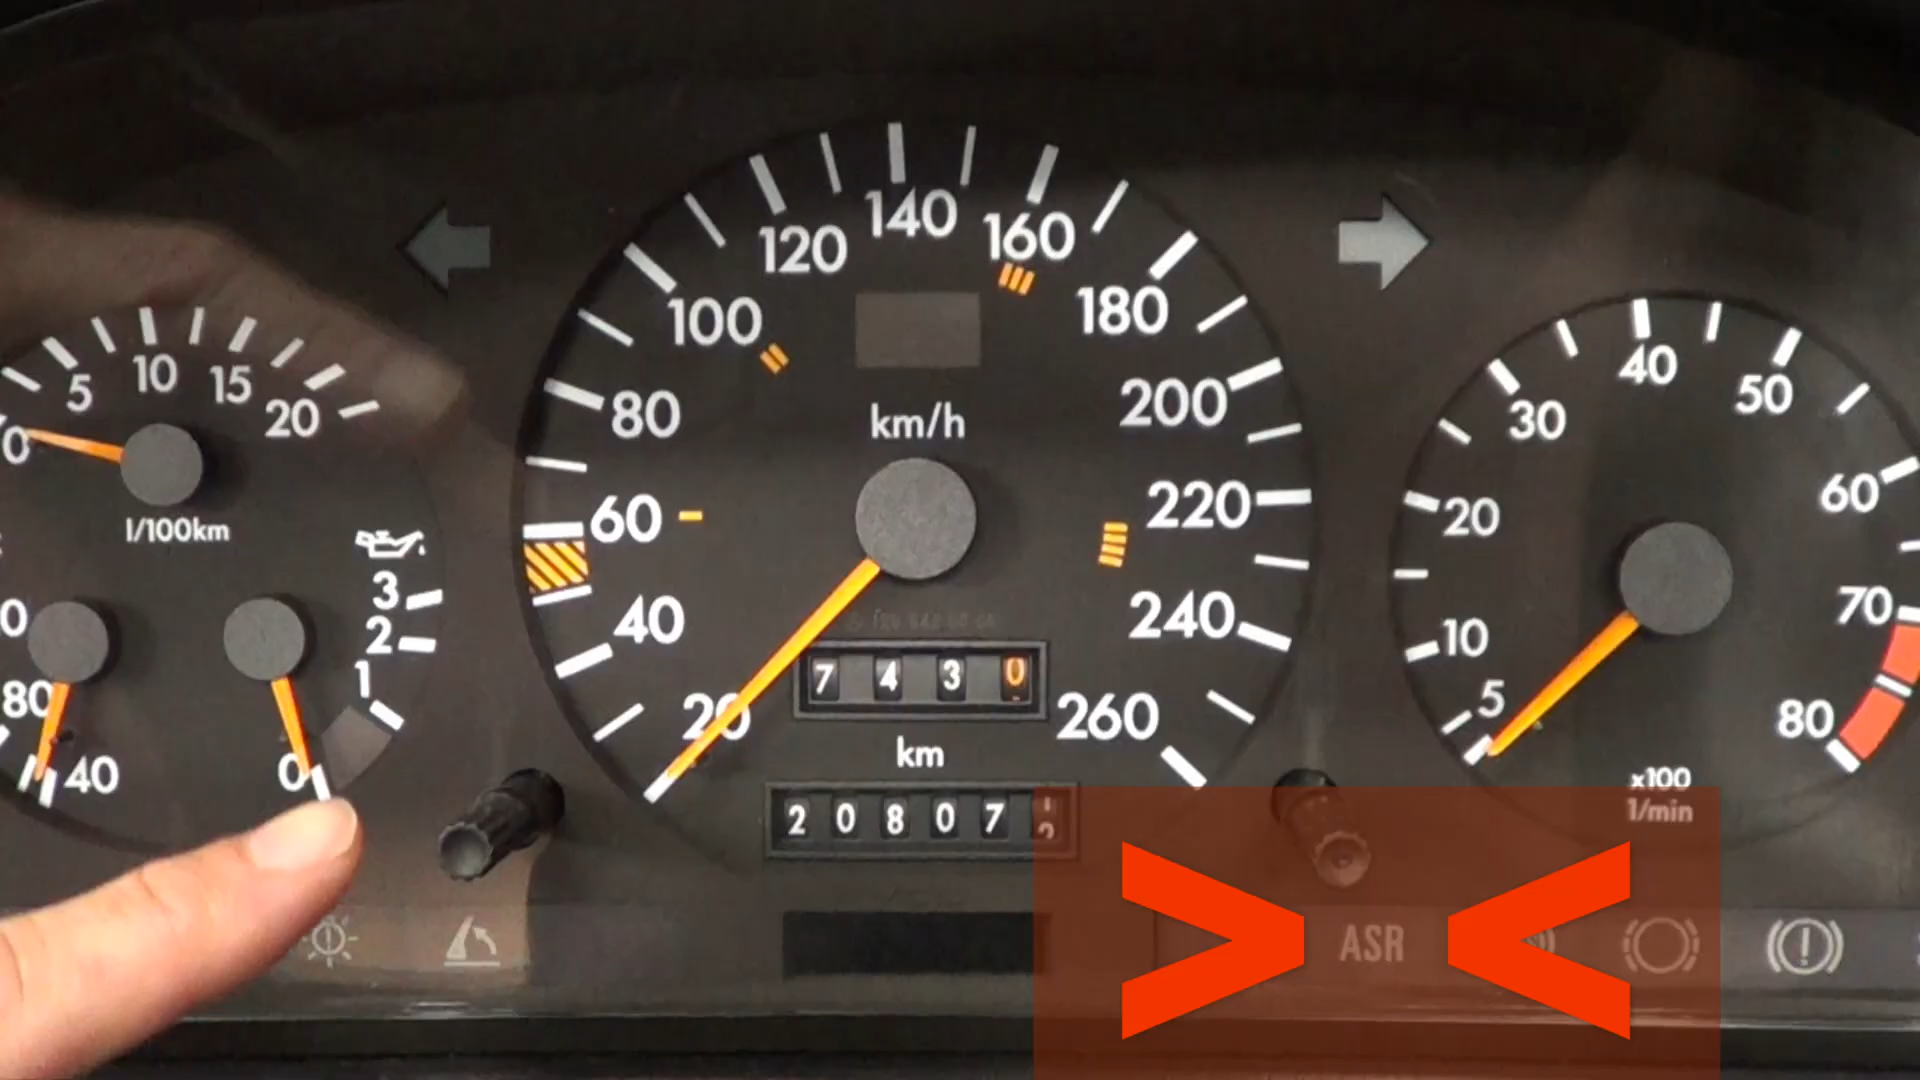 0 5 10 15 20
l/100km
3
2
1
0
80
40
20 40 60 80 100 120 140 160 180 200 220 240 260
km/h
7 4 3 0
km
2 0 8 0 7
5 10 20 30 40 50 60 70 80
x100
1/min
> ASR <